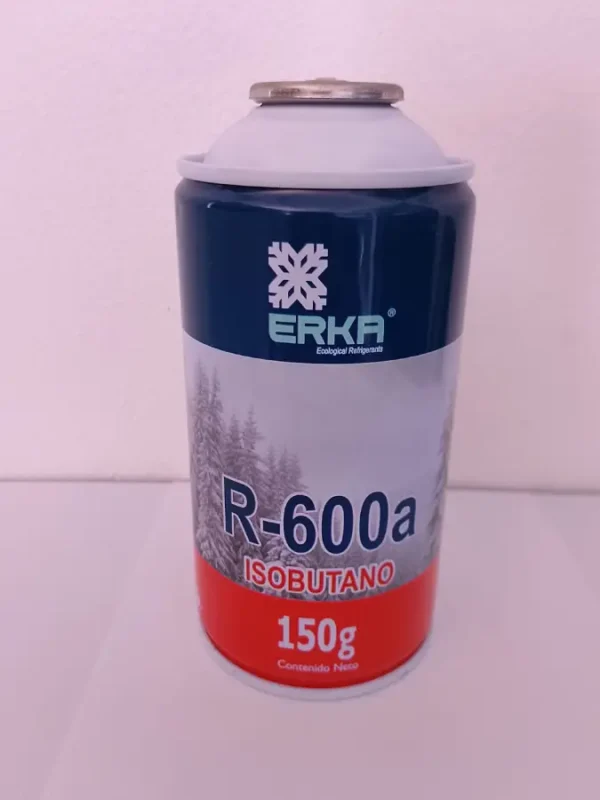 ERKA®
Ecological Refrigerants
R-600a
ISOBUTANO
150g
Contenido Neto